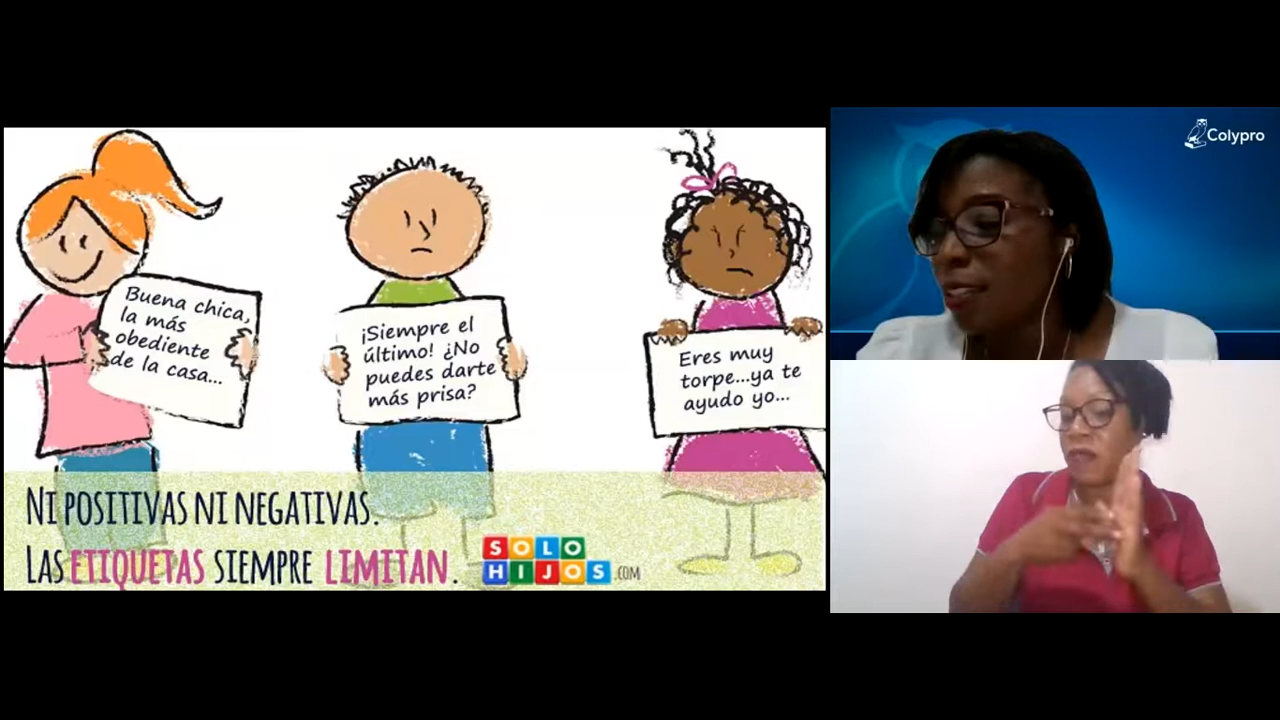 Buena chica,
la más
obediente
de la casa...
¡Siempre el
último! ¿No
puedes darte
más prisa?
Eres muy
torpe...ya te
ayudo yo...
NI POSITIVAS NI NEGATIVAS.
LAS ETIQUETAS SIEMPRE LIMITAN.
SOLO
HIJOS.COM
Colypro